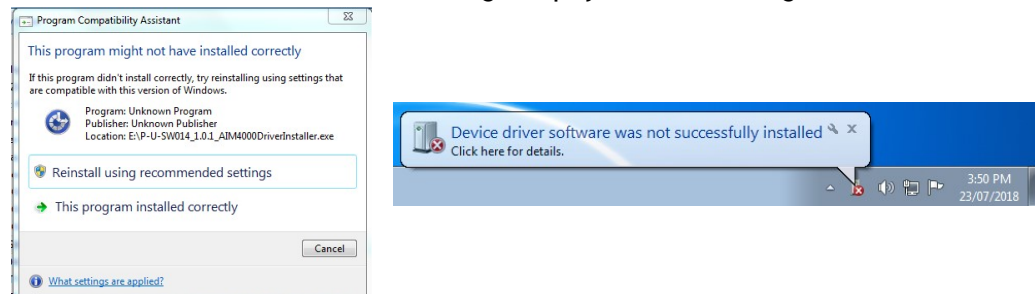 Program Compatibility Assistant
This program might not have installed correctly
If this program didn't install correctly, try reinstalling using settings that
are compatible with this version of Windows.
Program: Unknown Program
Publisher: Unknown Publisher
Location: E:\P-U-SW014_1.0.1_AIM4000DriverInstaller.exe
Reinstall using recommended settings
This program installed correctly
Cancel
What settings are applied?
Device driver software was not successfully installed
Click here for details.
3:50 PM
23/07/2018